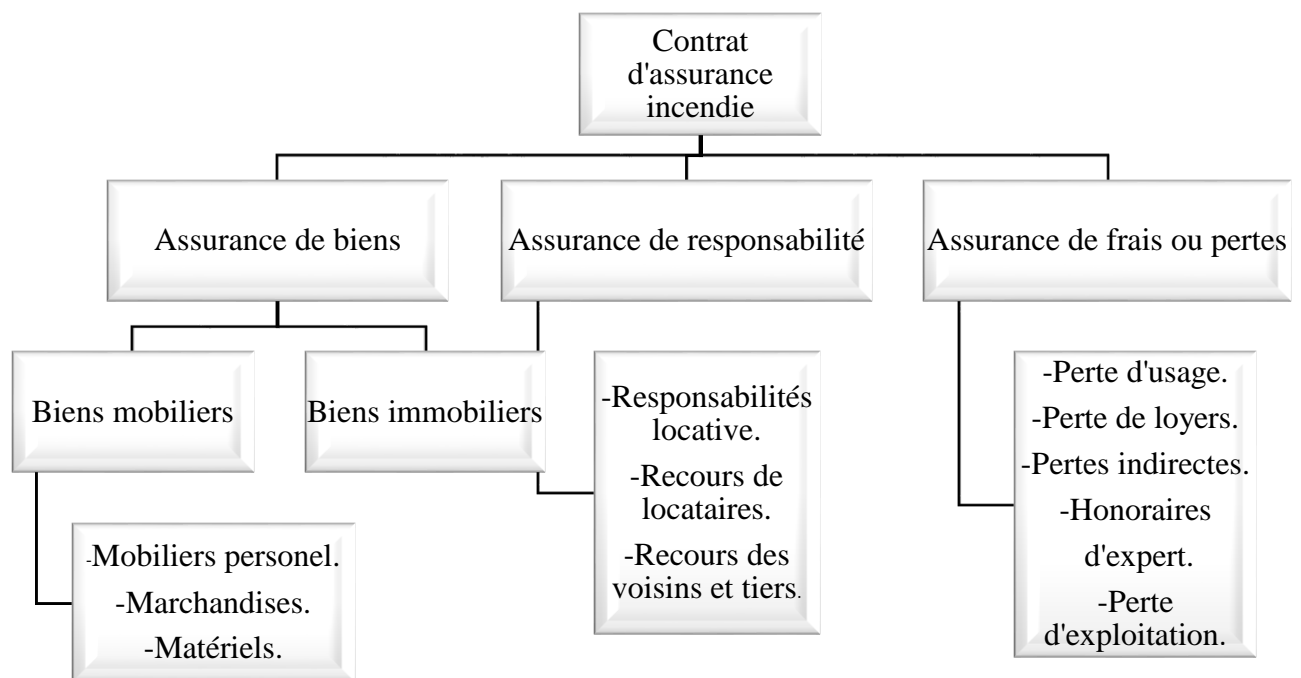 Contrat
d'assurance
incendie
Assurance de biens
Assurance de responsabilité
Assurance de frais ou pertes
Biens mobiliers
Biens immobiliers
-Responsabilités
locative.
-Recours de
locataires.
-Recours des
voisins et tiers.
-Perte d'usage.
-Perte de loyers.
-Pertes indirectes.
-Honoraires
d'expert.
-Perte
d'exploitation.
-Mobiliers personel.
-Marchandises.
-Matériels.